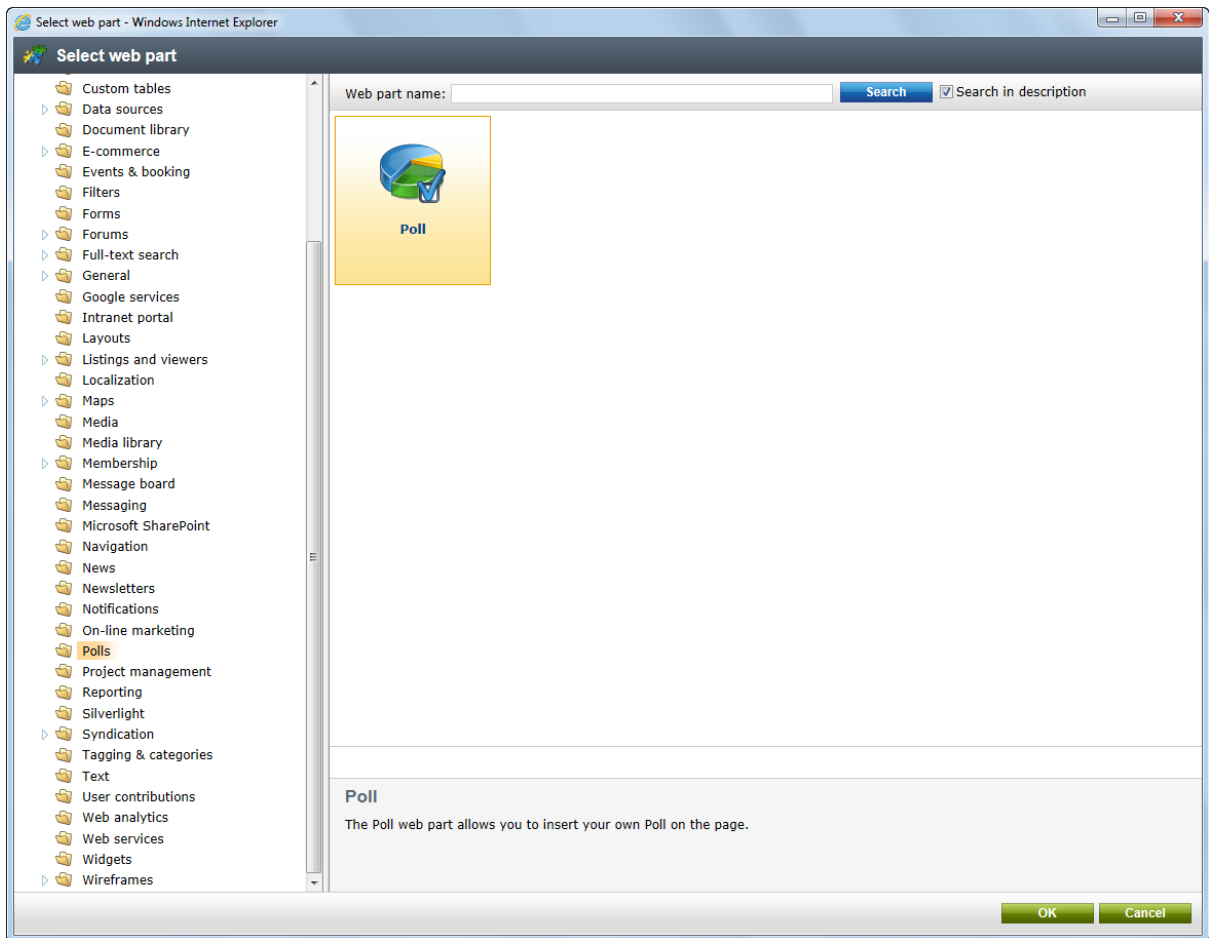 Select web part - Windows Internet Explorer
Select web part
Custom tables
Data sources
Document library
E-commerce
Events & booking
Filters
Forms
Forums
Full-text search
General
Google services
Intranet portal
Layouts
Listings and viewers
Localization
Maps
Media
Media library
Membership
Message board
Messaging
Microsoft SharePoint
Navigation
News
Newsletters
Notifications
On-line marketing
Polls
Project management
Reporting
Silverlight
Syndication
Tagging & categories
Text
User contributions
Web analytics
Web services
Widgets
Wireframes
Web part name: Search Search in description
Poll
Poll
The Poll web part allows you to insert your own Poll on the page.
OK Cancel